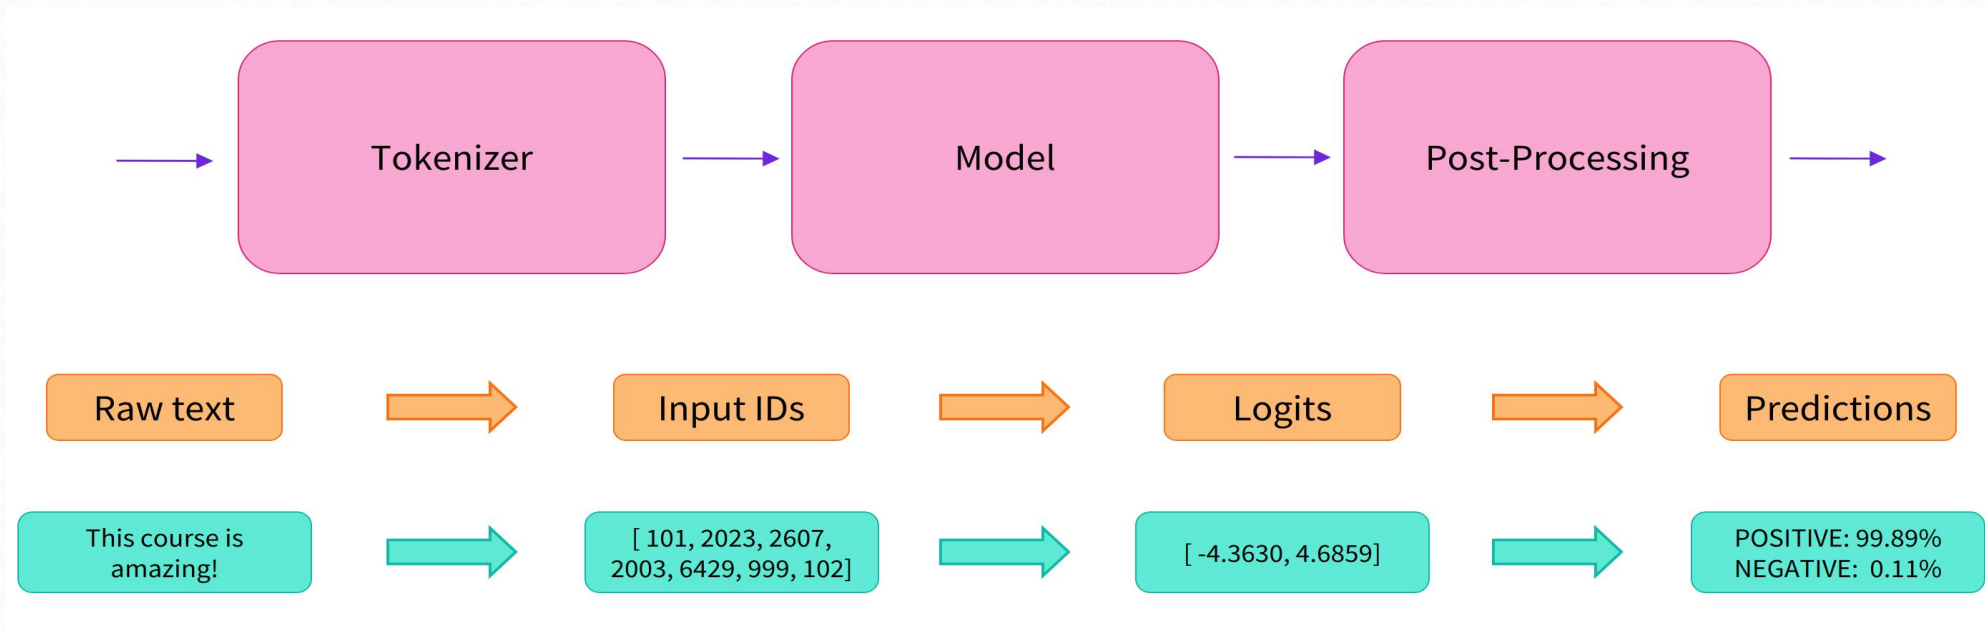 Tokenizer
Model
Post-Processing
Raw text
Input IDs
Logits
Predictions
This course is
amazing!
[ 101, 2023, 2607,
2003, 6429, 999, 102]
[ -4.3630, 4.6859]
POSITIVE: 99.89%
NEGATIVE: 0.11%